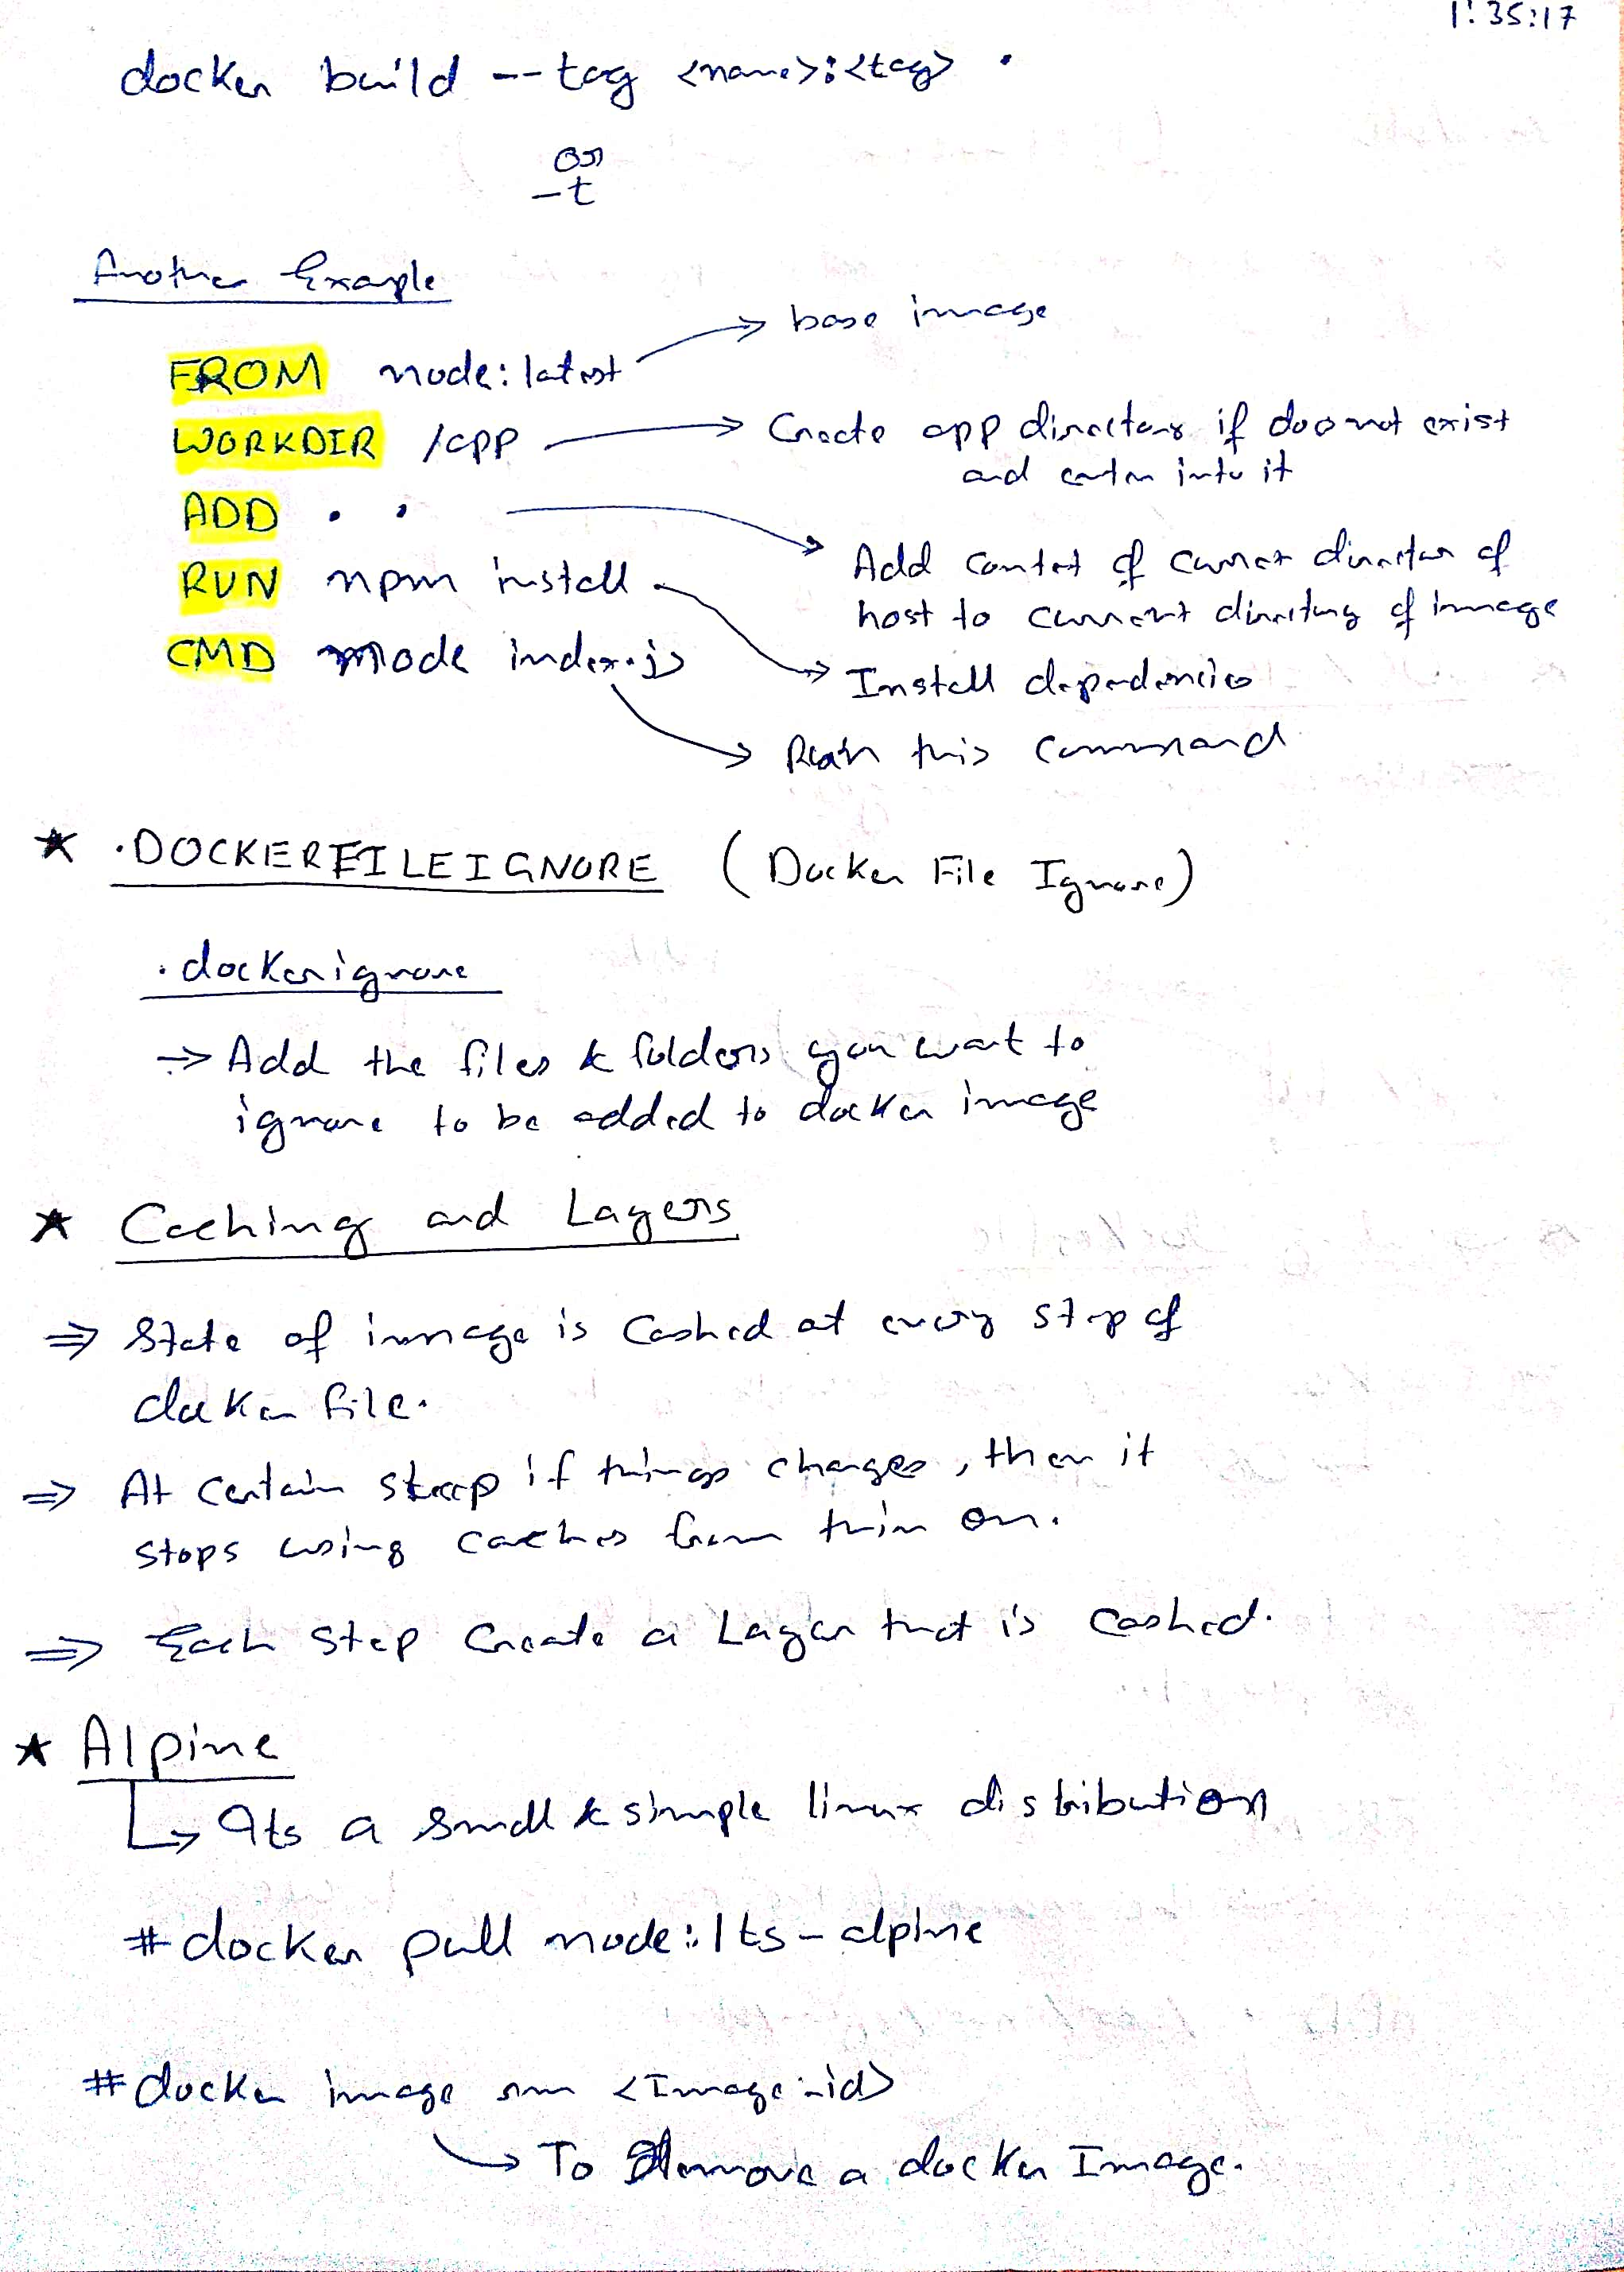 1:35:17
docker build --tag <name>:<tag> .
or
-t
Another Example
FROM node:latest → base image
WORKDIR /app → Create app directory if doo not exist
and enter into it
ADD . . → Add contet of current directory of
host to current directory of image
RUN npm install → Install dependencies
CMD node index.js → Run this command
★ .DOCKERFILEIGNORE (Docker File Ignore)
.dockerignore
⇒ Add the files & folders you want to
ignore to be added to docker image
★ Caching and Layers
⇒ State of image is Cashed at every step of
docker file.
⇒ At certain step if things changes, then it
stops using caches from then on.
⇒ Each step Create a Layer that is Cashed.
★ Alpine
↳ Its a small & simple linux distribution
# docker pull node:lts-alpine
# docker image rm <Image-id>
→ To Remove a docker Image.